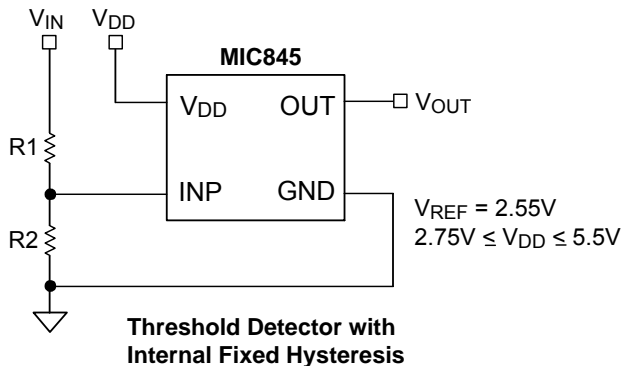 VIN
VDD
MIC845
VDD
OUT
VOUT
R1
INP
GND
VREF = 2.55V
R2
2.75V ≤ VDD ≤ 5.5V
Threshold Detector with
Internal Fixed Hysteresis